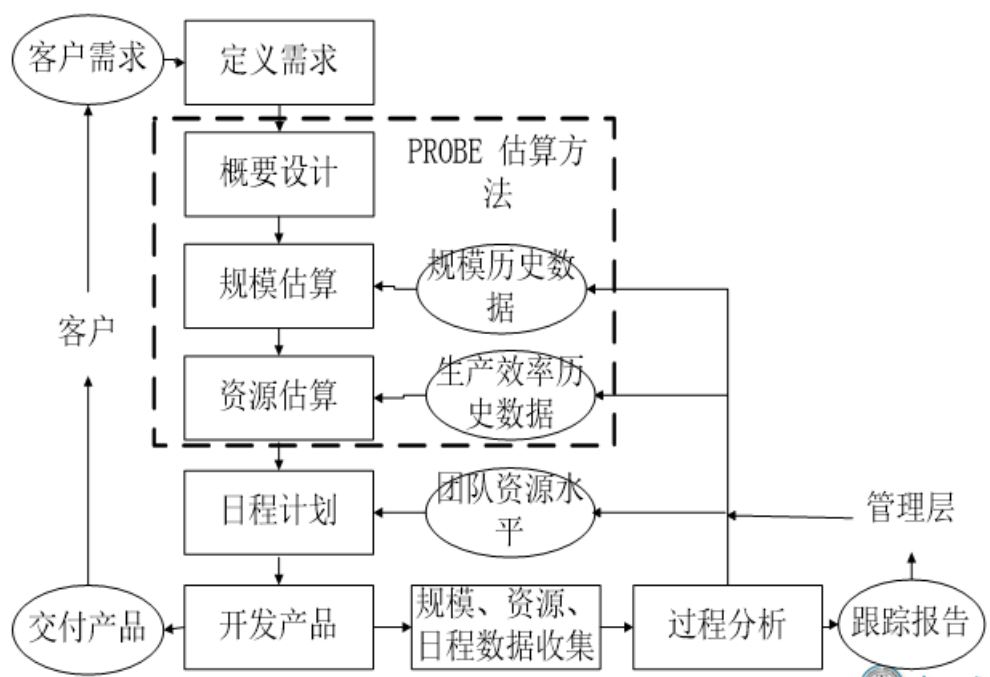 客户需求
定义需求
概要设计
PROBE 估算方
法
规模估算
规模历史数
据
客户
资源估算
生产效率历
史数据
日程计划
团队资源水
平
管理层
交付产品
开发产品
规模、资源、
日程数据收集
过程分析
跟踪报告